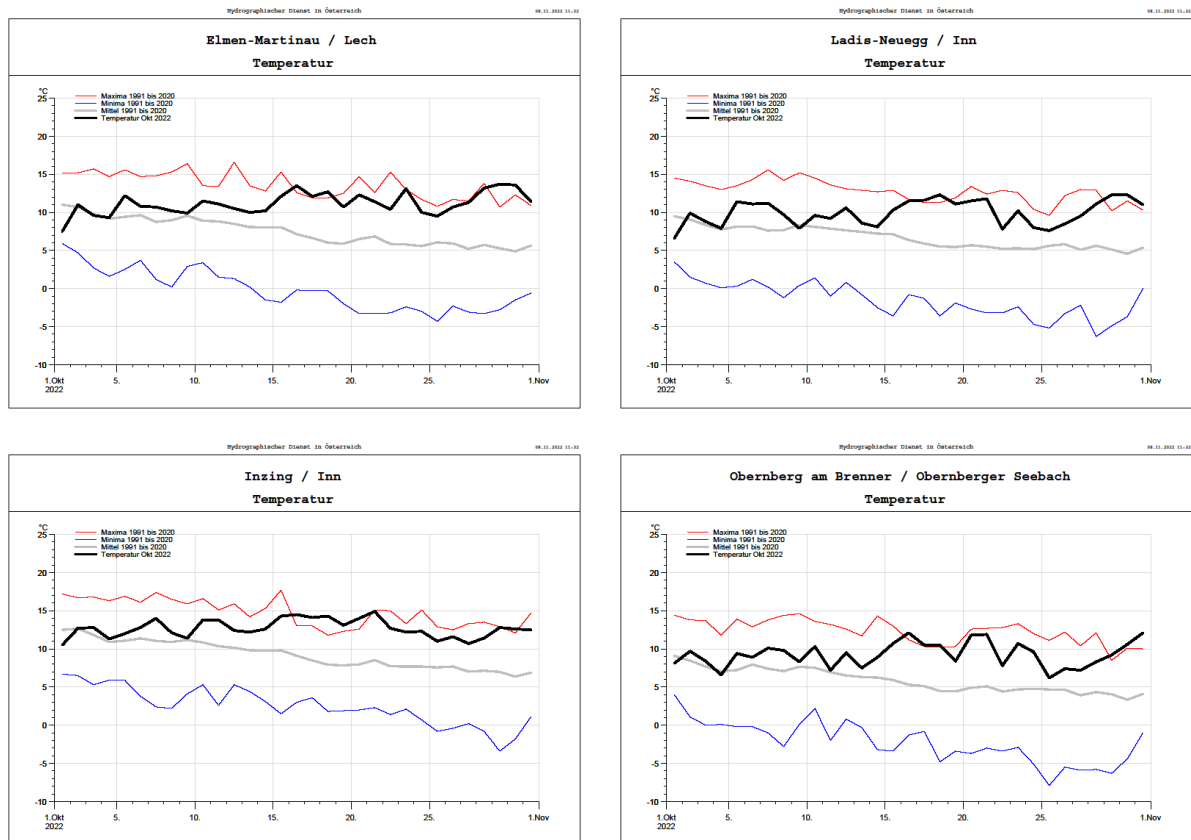 Hydrographischer Dienst in Österreich 08.11.2022 11:32
Elmen-Martinau / Lech
Temperatur
°C
25
20
15
10
5
0
-5
-10
Maxima 1991 bis 2020
Minima 1991 bis 2020
Mittel 1991 bis 2020
Temperatur Okt 2022
1.Okt 5. 10. 15. 20. 25. 1.Nov
2022
Hydrographischer Dienst in Österreich 08.11.2022 11:32
Ladis-Neuegg / Inn
Temperatur
°C
25
20
15
10
5
0
-5
-10
Maxima 1991 bis 2020
Minima 1991 bis 2020
Mittel 1991 bis 2020
Temperatur Okt 2022
1.Okt 5. 10. 15. 20. 25. 1.Nov
2022
Hydrographischer Dienst in Österreich 08.11.2022 11:32
Inzing / Inn
Temperatur
°C
25
20
15
10
5
0
-5
-10
Maxima 1991 bis 2020
Minima 1991 bis 2020
Mittel 1991 bis 2020
Temperatur Okt 2022
1.Okt 5. 10. 15. 20. 25. 1.Nov
2022
Hydrographischer Dienst in Österreich 08.11.2022 11:32
Obernberg am Brenner / Obernberger Seebach
Temperatur
°C
25
20
15
10
5
0
-5
-10
Maxima 1991 bis 2020
Minima 1991 bis 2020
Mittel 1991 bis 2020
Temperatur Okt 2022
1.Okt 5. 10. 15. 20. 25. 1.Nov
2022